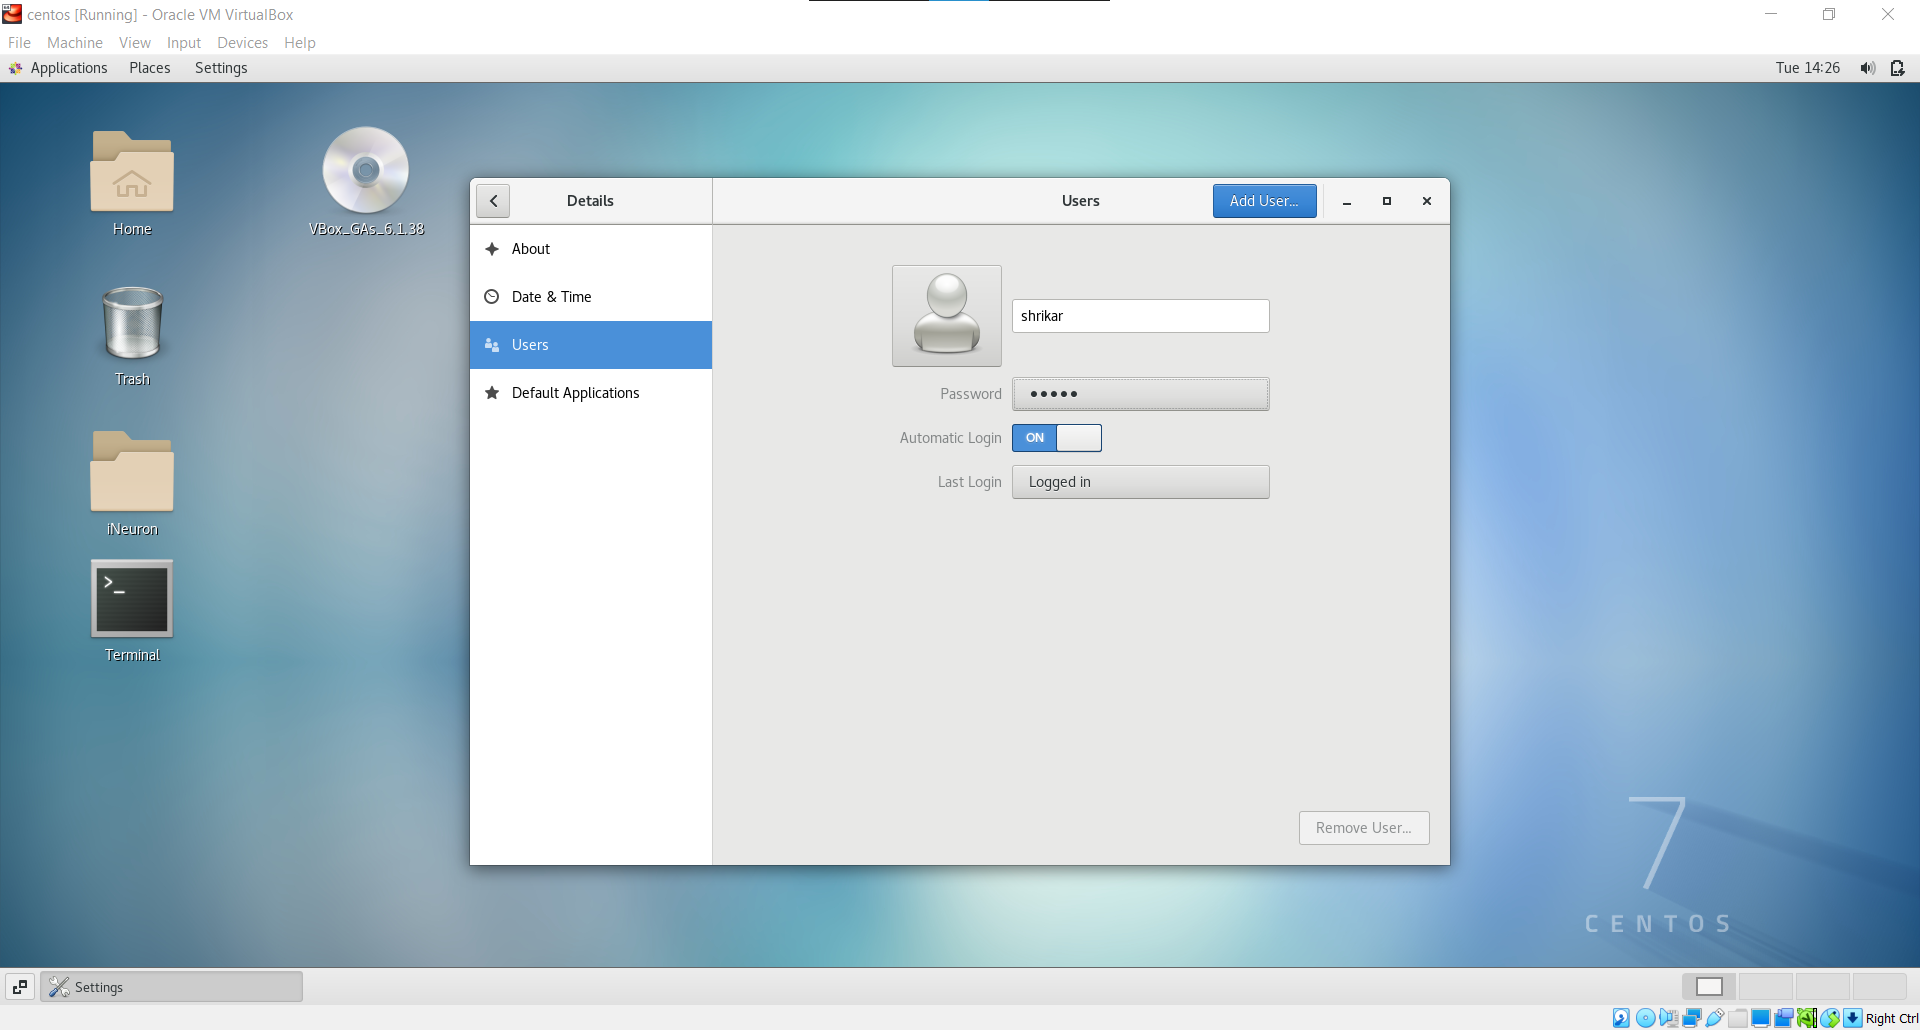 centos [Running] - Oracle VM VirtualBox
File Machine View Input Devices Help
Applications Places Settings Tue 14:26
Home
VBox_GAs_6.1.38
Trash
iNeuron
Terminal
Details
Users
Add User...
About
Date & Time
Users
Default Applications
shrikar
Password •••••
Automatic Login ON
Last Login Logged in
Remove User...
7
CENTOS
Settings
Right Ctrl